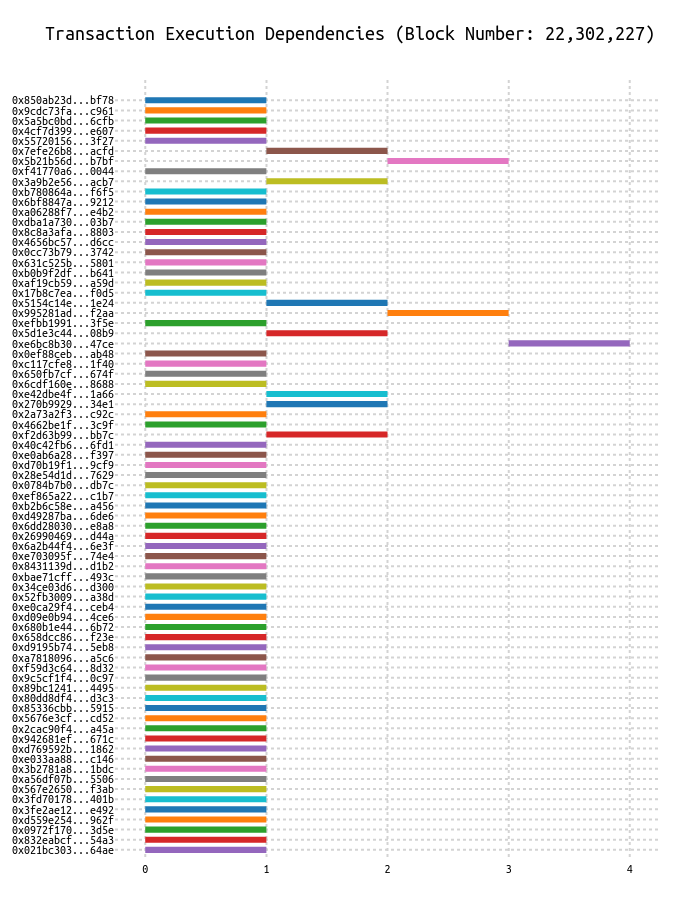 Transaction Execution Dependencies (Block Number: 22,302,227)
0x850ab23d...bf78
0x9cdc73fa...c961
0x5a5bc0bd...6cfb
0x4cf7d399...e607
0x55720156...3f27
0x7efe26b8...acfd
0x5b21b56d...b7bf
0xf41770a6...0044
0x3a9b2e56...acb7
0xb780864a...f6f5
0x6bf8847a...9212
0xa06288f7...e4b2
0xdba1a730...03b7
0x8c8a3afa...8803
0x4656bc57...d6cc
0x0cc73b79...3742
0x631c525b...5801
0xb0b9f2df...b641
0xaf19cb59...a59d
0x17b8c7ea...f0d5
0x5154c14e...1e24
0x995281ad...f2aa
0xefbb1991...3f5e
0x5d1e3c44...08b9
0xe6bc8b30...47ce
0x0ef88ceb...ab48
0xc117cfe8...1f40
0x650fb7cf...674f
0x6cdf160e...8688
0xe42dbe4f...1a66
0x270b9929...34e1
0x2a73a2f3...c92c
0x4662be1f...3c9f
0xf2d63b99...bb7c
0x40c42fb6...6fd1
0xe0ab6a28...f397
0xd70b19f1...9cf9
0x28e54d1d...7629
0x0784b7b0...db7c
0xef865a22...c1b7
0xb2b6c58e...a456
0xd49287ba...6de6
0x6dd28030...e8a8
0x26990469...d44a
0x6a2b44f4...6e3f
0xe703095f...74e4
0x8431139d...d1b2
0xbae71cff...493c
0x34ce03d6...d300
0x52fb3009...a38d
0xe0ca29f4...ceb4
0xd09e0b94...4ce6
0x680b1e44...6b72
0x658dcc86...f23e
0xd9195b74...5eb8
0xa7818096...a5c6
0xf59d3c64...8d32
0x9c5cf1f4...0c97
0x89bc1241...4495
0x80dd8df4...d3c3
0x85336cbb...5915
0x5676e3cf...cd52
0x2cac90f4...a45a
0x942681ef...671c
0xd769592b...1862
0xe033aa88...c146
0x3b2781a8...1bdc
0xa56df07b...5506
0x567e2650...f3ab
0x3fd70178...401b
0x3fe2ae12...e492
0xd559e254...962f
0x0972f170...3d5e
0x832eabcf...54a3
0x021bc303...64ae
0 1 2 3 4